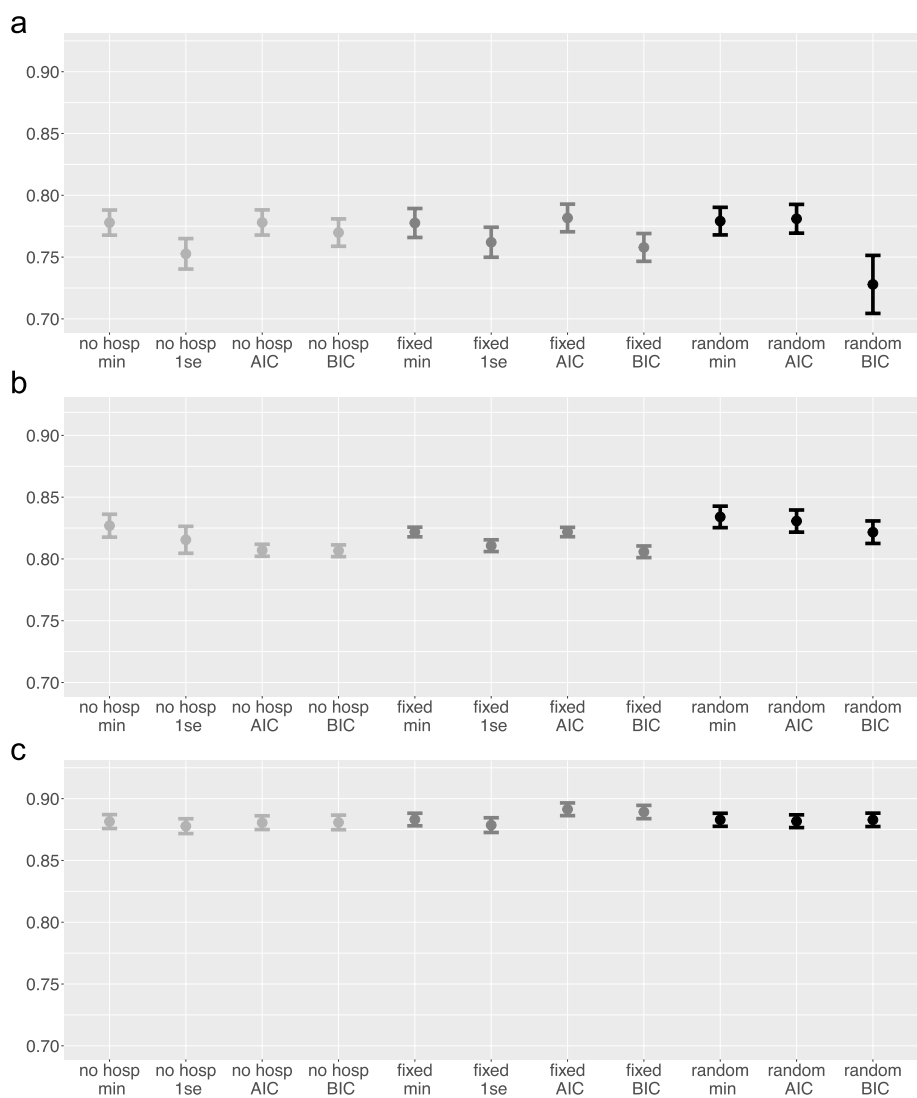 a
0.90
0.85
0.80
0.75
0.70
no hosp no hosp no hosp no hosp fixed fixed fixed fixed random random random
min 1se AIC BIC min 1se AIC BIC min AIC BIC
b
0.90
0.85
0.80
0.75
0.70
no hosp no hosp no hosp no hosp fixed fixed fixed fixed random random random
min 1se AIC BIC min 1se AIC BIC min AIC BIC
c
0.90
0.85
0.80
0.75
0.70
no hosp no hosp no hosp no hosp fixed fixed fixed fixed random random random
min 1se AIC BIC min 1se AIC BIC min AIC BIC